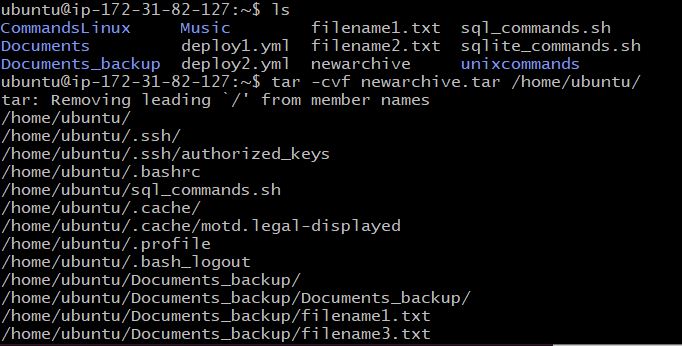 ubuntu@ip-172-31-82-127:~$ ls
CommandsLinux Music filename1.txt sql_commands.sh
Documents deploy1.yml filename2.txt sqlite_commands.sh
Documents_backup deploy2.yml newarchive unixcommands
ubuntu@ip-172-31-82-127:~$ tar -cvf newarchive.tar /home/ubuntu/
tar: Removing leading `/' from member names
/home/ubuntu/
/home/ubuntu/.ssh/
/home/ubuntu/.ssh/authorized_keys
/home/ubuntu/.bashrc
/home/ubuntu/sql_commands.sh
/home/ubuntu/.cache/
/home/ubuntu/.cache/motd.legal-displayed
/home/ubuntu/.profile
/home/ubuntu/.bash_logout
/home/ubuntu/Documents_backup/
/home/ubuntu/Documents_backup/Documents_backup/
/home/ubuntu/Documents_backup/filename1.txt
/home/ubuntu/Documents_backup/filename3.txt